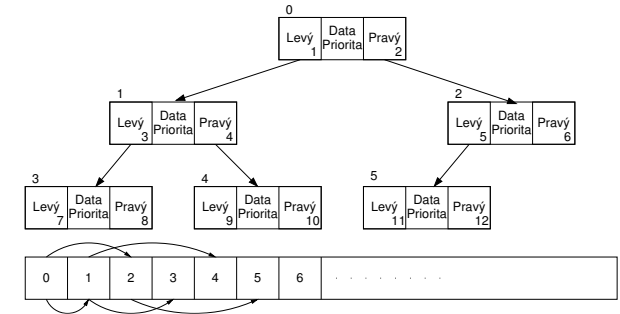 0
Levý 1 Data Priorita Pravý 2
1
2
Levý 3 Data Priorita Pravý 4
Levý 5 Data Priorita Pravý 6
3
4
5
Levý 7 Data Priorita Pravý 8
Levý 9 Data Priorita Pravý 10
Levý 11 Data Priorita Pravý 12
0 1 2 3 4 5 6 . . . . . . . .